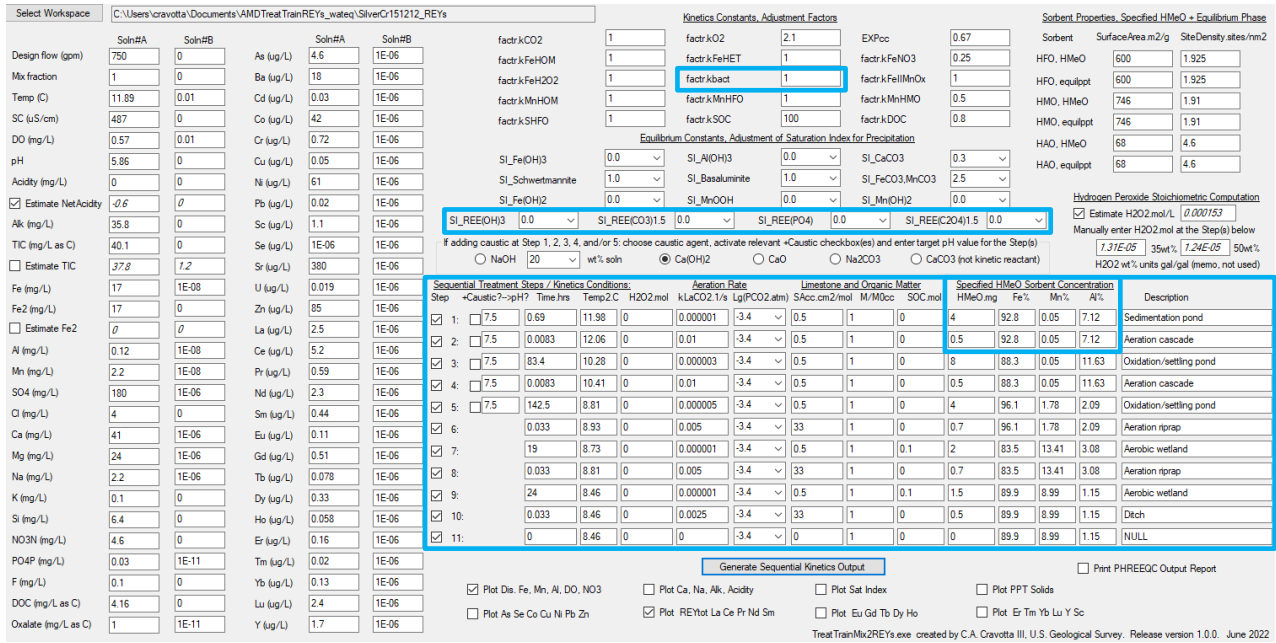 Select Workspace C:\Users\cravotta\Documents\AMDTreatTrainREYs_wateq\SilverCr151212_REYs
Soln#A Soln#B
Design flow (gpm) 750 0
Mix fraction 1 0
Temp (C) 11.89 0.01
SC (uS/cm) 487 0
DO (mg/L) 0.57 0.01
pH 5.86 0
Acidity (mg/L) 0 0
Estimate NetAcidity -0.6 0
Alk (mg/L) 35.8 0
TIC (mg/L as C) 40.1 0
Estimate TIC 37.8 1.2
Fe (mg/L) 17 0
Fe2 (mg/L) 17 0
Estimate Fe2 0 0
Al (mg/L) 0.12 1E-08
Mn (mg/L) 2.2 1E-08
SO4 (mg/L) 180 1E-06
Cl (mg/L) 4 0
Ca (mg/L) 41 1E-06
Mg (mg/L) 24 1E-06
Na (mg/L) 2.2 1E-06
K (mg/L) 0.1 0
Si (mg/L) 6.4 0
NO3N (mg/L) 4.6 0
PO4P (mg/L) 0.03 1E-11
F (mg/L) 0.1 0
DOC (mg/L as C) 4.16 0
Oxalate (mg/L as C) 1 1E-11
Soln#A Soln#B
As (ug/L) 4.6 1E-06
Ba (ug/L) 18 1E-06
Cd (ug/L) 0.03 1E-06
Co (ug/L) 42 1E-06
Cr (ug/L) 0.72 1E-06
Cu (ug/L) 0.05 1E-06
Ni (ug/L) 61 1E-06
Pb (ug/L) 0.02 1E-06
Sc (ug/L) 1.1 1E-06
Se (ug/L) 1E-06 1E-06
Sr (ug/L) 380 1E-06
U (ug/L) 0.019 1E-06
Zn (ug/L) 85 1E-06
La (ug/L) 2.5 1E-06
Ce (ug/L) 5.2 1E-06
Pr (ug/L) 0.59 1E-06
Nd (ug/L) 2.3 1E-06
Sm (ug/L) 0.44 1E-06
Eu (ug/L) 0.11 1E-06
Gd (ug/L) 0.51 1E-06
Tb (ug/L) 0.078 1E-06
Dy (ug/L) 0.33 1E-06
Ho (ug/L) 0.058 1E-06
Er (ug/L) 0.16 1E-06
Tm (ug/L) 0.02 1E-06
Yb (ug/L) 0.13 1E-06
Lu (ug/L) 2.4 1E-06
Y (ug/L) 1.7 1E-06
Kinetics Constants, Adjustment Factors
factr.kCO2 1 factr.kO2 2.1 EXPcc 0.67
factr.kFeHOM 1 factr.kFeHET 1 factr.kFeNO3 0.25
factr.kFeH2O2 1 factr.kbact 1 factr.kFeIIMnOx 1
factr.kMnHOM 1 factr.kMnHFO 1 factr.kMnHMO 0.5
factr.kSHFO 1 factr.kSOC 100 factr.kDOC 0.8
Equilibrium Constants, Adjustment of Saturation Index for Precipitation
SI_Fe(OH)3 0.0 SI_Al(OH)3 0.0 SI_CaCO3 0.3
SI_Schwertmannite 1.0 SI_Basaluminite 1.0 SI_FeCO3,MnCO3 2.5
SI_Fe(OH)2 0.0 SI_MnOOH 0.0 SI_Mn(OH)2 0.0
SI_REE(OH)3 0.0 SI_REE(CO3)1.5 0.0 SI_REE(PO4) 0.0 SI_REE(C2O4)1.5 0.0
Sorbent Properties, Specified HMeO + Equilibrium Phase
Sorbent SurfaceArea.m2/g SiteDensity.sites/nm2
HFO, HMeO 600 1.925
HFO, equilppt 600 1.925
HMO, HMeO 746 1.91
HMO, equilppt 746 1.91
HAO, HMeO 68 4.6
HAO, equilppt 68 4.6
Hydrogen Peroxide Stoichiometric Computation
Estimate H2O2.mol/L 0.000153
Manually enter H2O2.mol at the Step(s) below
1.31E-05 35wt% 1.24E-05 50wt%
H2O2 wt% units gal/gal (memo, not used)
If adding caustic at Step 1, 2, 3, 4, and/or 5: choose caustic agent, activate relevant +Caustic checkbox(es) and enter target pH value for the Step(s)
NaOH 20 wt% soln Ca(OH)2 CaO Na2CO3 CaCO3 (not kinetic reactant)
Sequential Treatment Steps / Kinetics Conditions: Aeration Rate Limestone and Organic Matter Specified HMeO Sorbent Concentration
Step +Caustic?->pH? Time.hrs Temp2.C H2O2.mol kLaCO2.1/s Lg(PCO2.atm) SAcc.cm2/mol M/M0cc SOC.mol HMeO.mg Fe% Mn% Al% Description
1: 7.5 0.69 11.98 0 0.000001 -3.4 0.5 1 0 4 92.8 0.05 7.12 Sedimentation pond
2: 7.5 0.0083 12.06 0 0.01 -3.4 0.5 1 0 0.5 92.8 0.05 7.12 Aeration cascade
3: 7.5 83.4 10.28 0 0.000003 -3.4 0.5 1 0 8 88.3 0.05 11.63 Oxidation/settling pond
4: 7.5 0.0083 10.41 0 0.01 -3.4 0.5 1 0 0.5 88.3 0.05 11.63 Aeration cascade
5: 7.5 142.5 8.81 0 0.000005 -3.4 0.5 1 0 4 96.1 1.78 2.09 Oxidation/settling pond
6: 0.033 8.93 0 0.005 -3.4 33 1 0 0.7 96.1 1.78 2.09 Aeration riprap
7: 19 8.73 0 0.000001 -3.4 0.5 1 0.1 2 83.5 13.41 3.08 Aerobic wetland
8: 0.033 8.81 0 0.005 -3.4 33 1 0 0.7 83.5 13.41 3.08 Aeration riprap
9: 24 8.46 0 0.000001 -3.4 0.5 1 0.1 1.5 89.9 8.99 1.15 Aerobic wetland
10: 0.033 8.46 0 0.0025 -3.4 33 1 0 0.5 89.9 8.99 1.15 Ditch
11: 0 8.46 0 0 -3.4 0 1 0 0 89.9 8.99 1.15 NULL
Generate Sequential Kinetics Output
Print PHREEQC Output Report
Plot Dis. Fe, Mn, Al, DO, NO3 Plot Ca, Na, Alk, Acidity Plot Sat Index Plot PPT Solids
Plot As Se Co Cu Ni Pb Zn Plot REYtot La Ce Pr Nd Sm Plot Eu Gd Tb Dy Ho Plot Er Tm Yb Lu Y Sc
TreatTrainMix2REYs.exe created by C.A. Cravotta III, U.S. Geological Survey. Release version 1.0.0. June 2022